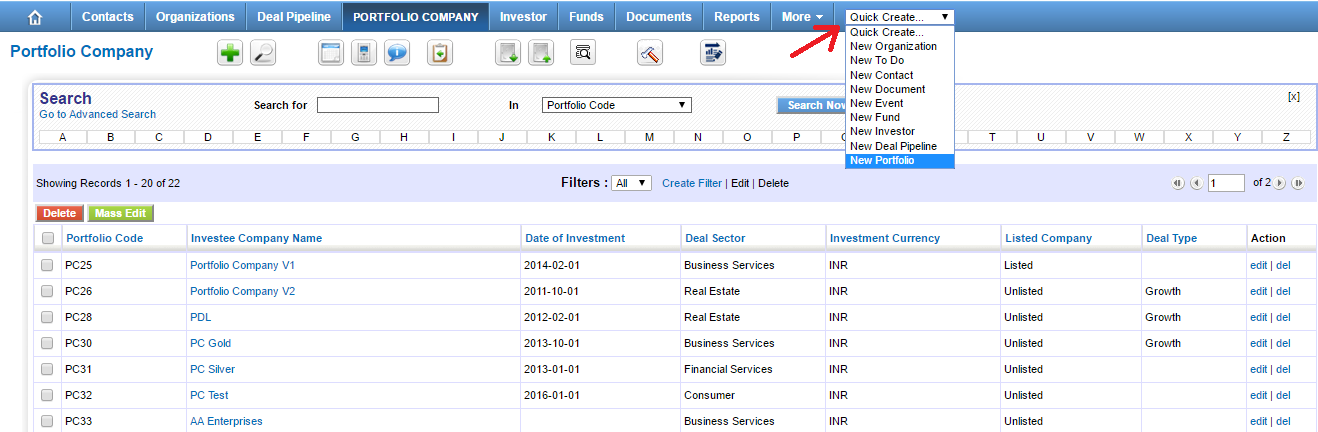 Contacts Organizations Deal Pipeline PORTFOLIO COMPANY Investor Funds Documents Reports More Quick Create...
Quick Create...
New Organization
New To Do
New Contact
New Document
New Event
New Fund
New Investor
New Deal Pipeline
New Portfolio
Portfolio Company
Search
Go to Advanced Search
Search for In Portfolio Code Search Now [x]
A B C D E F G H I J K L M N O P T U V W X Y Z
Showing Records 1 - 20 of 22 Filters : All Create Filter | Edit | Delete 1 of 2
Delete Mass Edit
Portfolio Code Investee Company Name Date of Investment Deal Sector Investment Currency Listed Company Deal Type Action
PC25 Portfolio Company V1 2014-02-01 Business Services INR Listed edit | del
PC26 Portfolio Company V2 2011-10-01 Real Estate INR Unlisted Growth edit | del
PC28 PDL 2012-02-01 Real Estate INR Unlisted Growth edit | del
PC30 PC Gold 2013-10-01 Business Services INR Unlisted Growth edit | del
PC31 PC Silver 2013-01-01 Financial Services INR Unlisted edit | del
PC32 PC Test 2016-01-01 Consumer INR Unlisted edit | del
PC33 AA Enterprises Business Services INR Unlisted edit | del